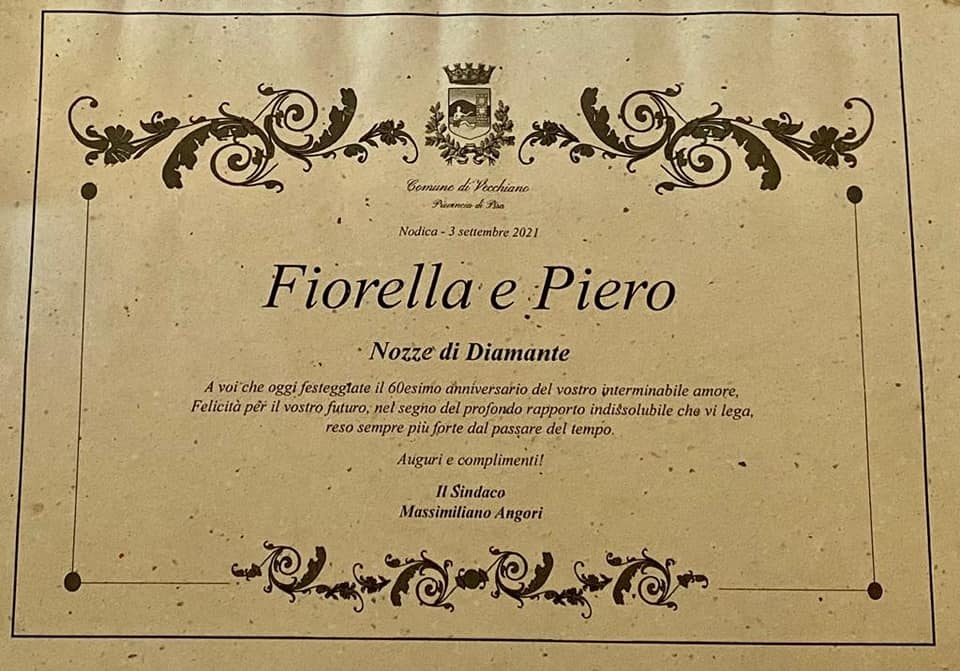 Comune di Vecchiano
Provincia di Pisa
Nodica - 3 settembre 2021
Fiorella e Piero
Nozze di Diamante
A voi che oggi festeggiate il 60esimo anniversario del vostro interminabile amore,
Felicità per il vostro futuro, nel segno del profondo rapporto indissolubile che vi lega,
reso sempre più forte dal passare del tempo.
Auguri e complimenti!
Il Sindaco
Massimiliano Angori